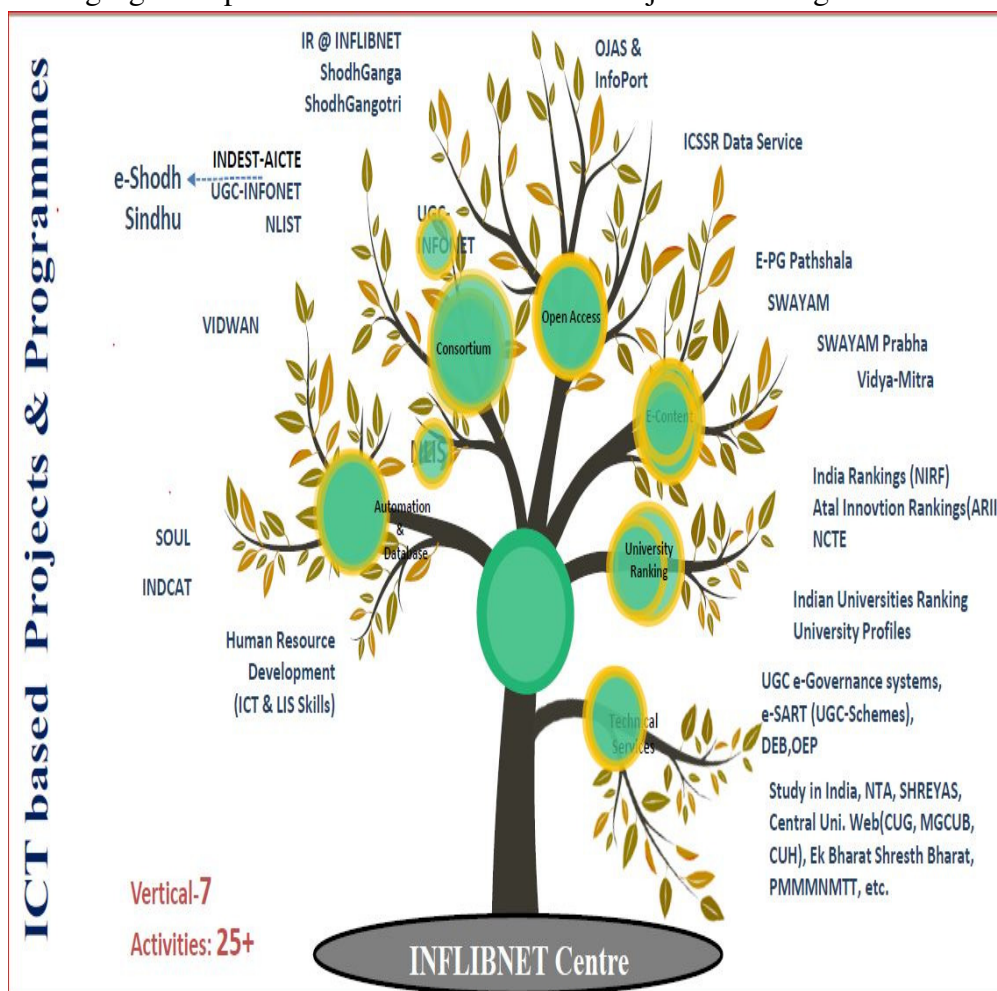 ICT based Projects & Programmes
IR @ INFLIBNET
ShodhGanga
ShodhGangotri
OJAS &
InfoPort
ICSSR Data Service
INDEST-AICTE
UGC-INFONET
NLIST
e-Shodh
Sindhu
UGC-
INFONET
E-PG Pathshala
SWAYAM
VIDWAN
Consortium
Open Access
SWAYAM Prabha
Vidya-Mitra
E-Content
NLIS
India Rankings (NIRF)
Atal Innovtion Rankings(ARII
NCTE
Automation
&
Database
SOUL
INDCAT
University
Ranking
Indian Universities Ranking
University Profiles
Human Resource
Development
(ICT & LIS Skills)
UGC e-Governance systems,
e-SART (UGC-Schemes),
DEB,OEP
Technical
Services
Study in India, NTA, SHREYAS,
Central Uni. Web(CUG, MGCUB,
CUH), Ek Bharat Shresth Bharat,
PMMMNMTT, etc.
Vertical-7
Activities: 25+
INFLIBNET Centre